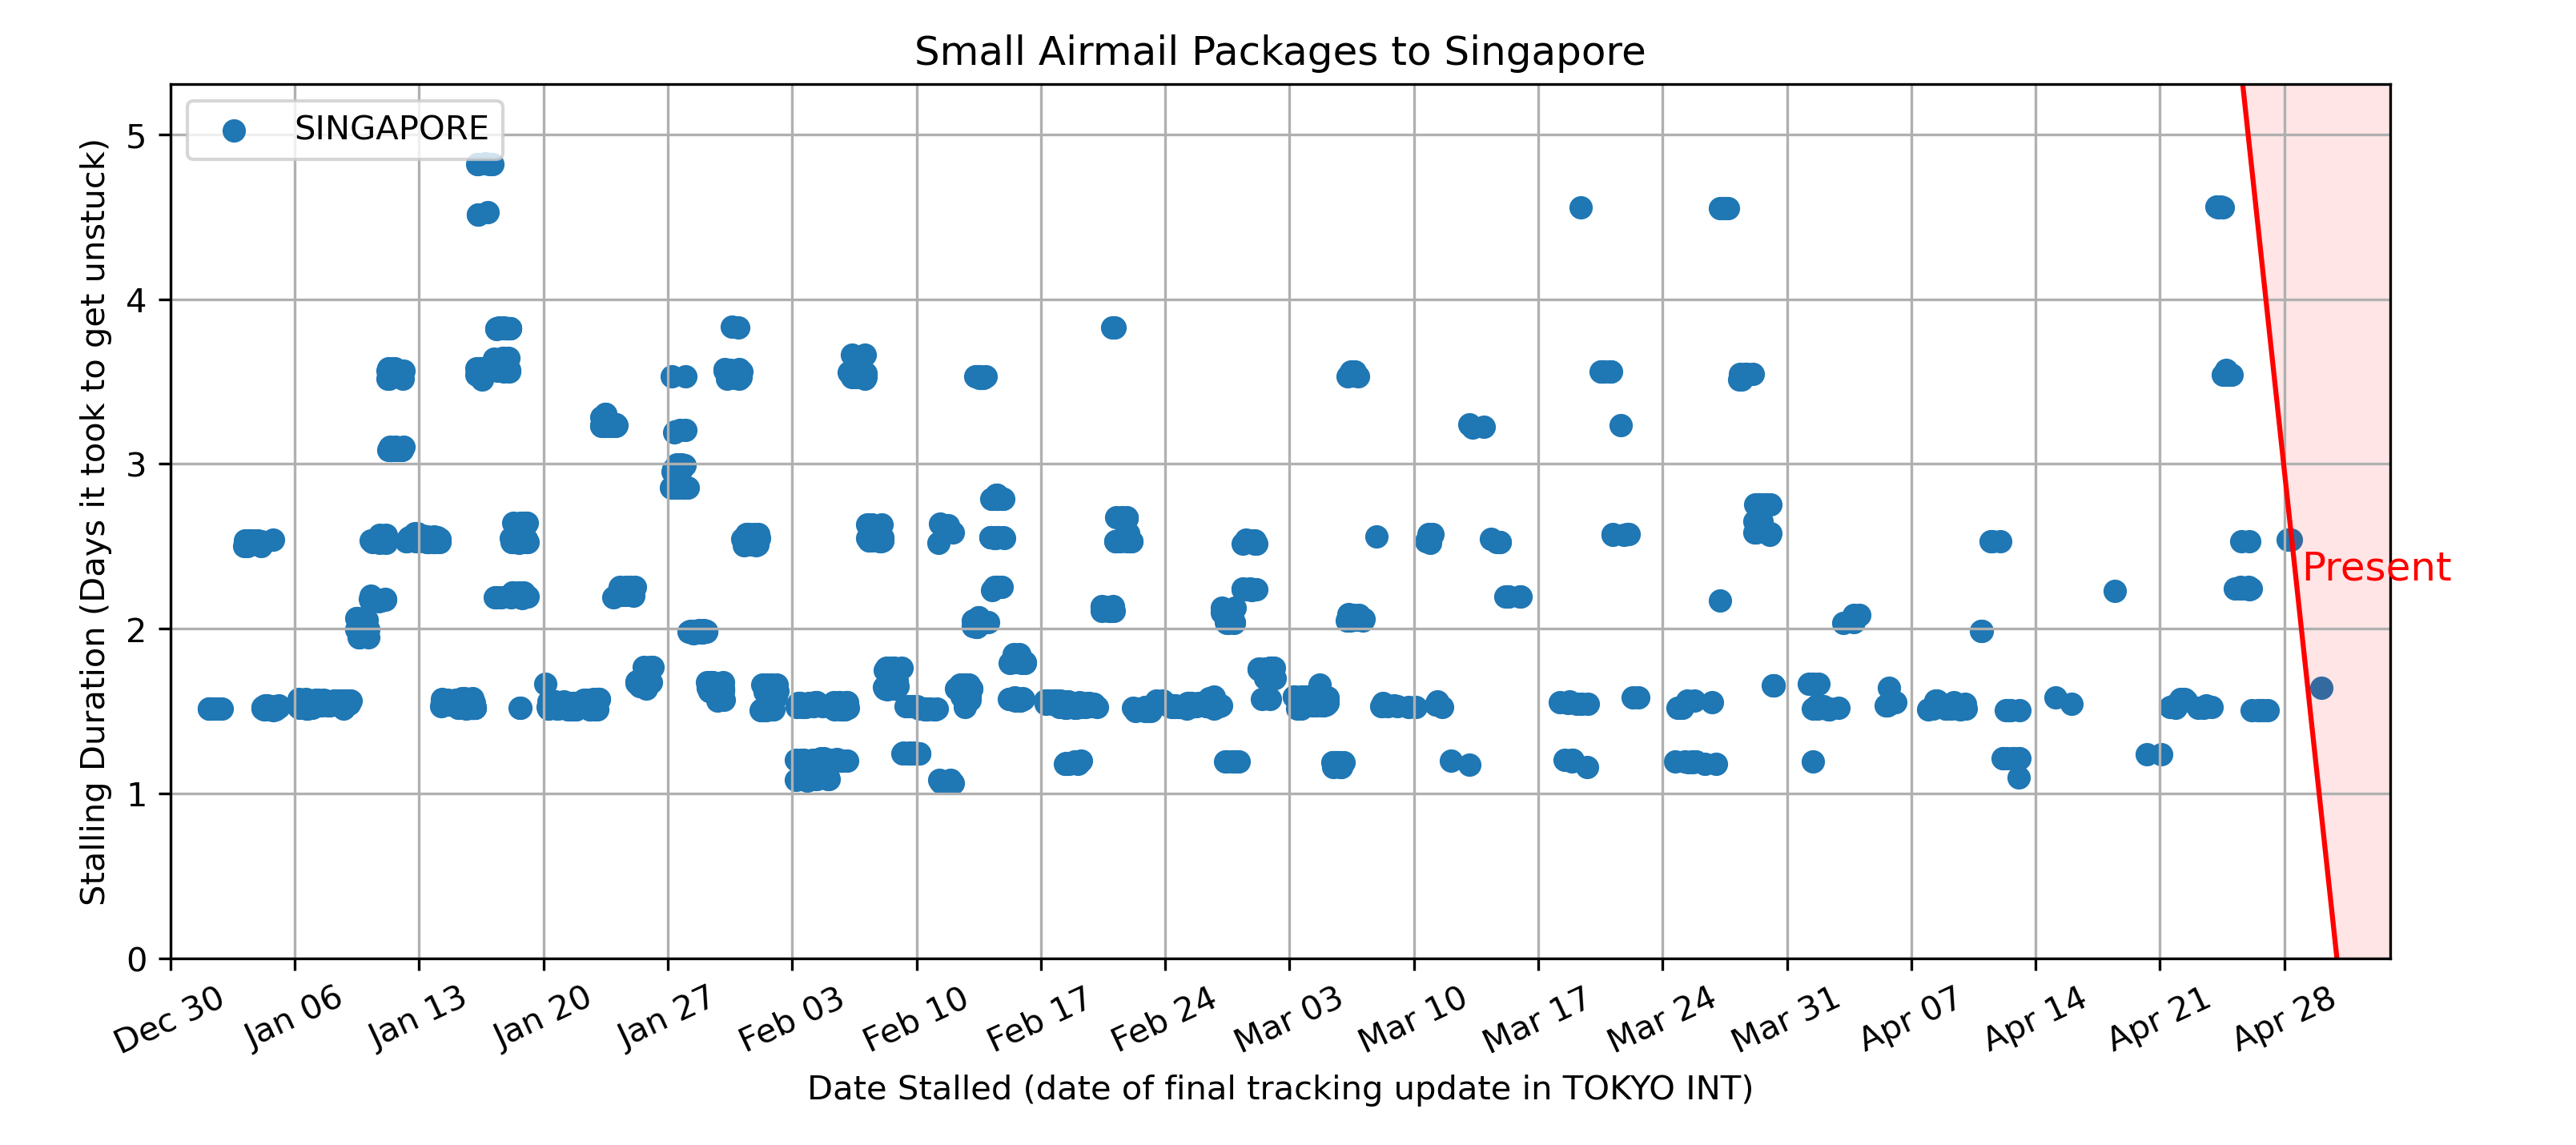 Small Airmail Packages to Singapore
SINGAPORE
Stalling Duration (Days it took to get unstuck)
5
4
3
2
1
0
Present
Dec 30
Jan 06
Jan 13
Jan 20
Jan 27
Feb 03
Feb 10
Feb 17
Feb 24
Mar 03
Mar 10
Mar 17
Mar 24
Mar 31
Apr 07
Apr 14
Apr 21
Apr 28
Date Stalled (date of final tracking update in TOKYO INT)